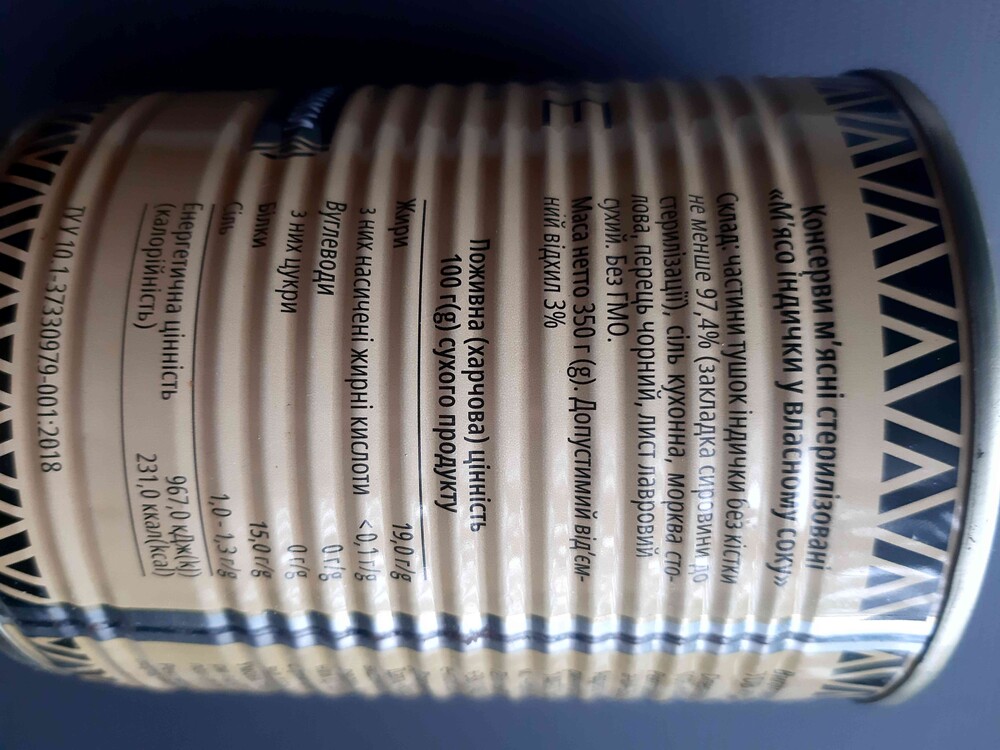 Консерви м'ясні стерилізовані
«М'ясо індички у власному соку»
Склад: частини тушок індички без кістки
не менше 97,4% (закладка сировини до
стерилізації), сіль кухонна, морква сто-
лова, перець чорний, лист лавровий
сухий. Без ГМО.
Маса нетто 350 г (g). Допустимий від'єм-
ний відхил 3%
Поживна (харчова) цінність
100 г(g) сухого продукту
Жири 19,0 г/g
з них насичені жирні кислоти <0,1 г/g
Вуглеводи 0 г/g
з них цукри 0 г/g
Білки 15,0 г/g
Сіль 1,0 - 1,3 г/g
Енергетична цінність 967,0 кДж(kJ)
(калорійність) 231,0 ккал(kcal)
ТУ У 10.1-37330979-001:2018